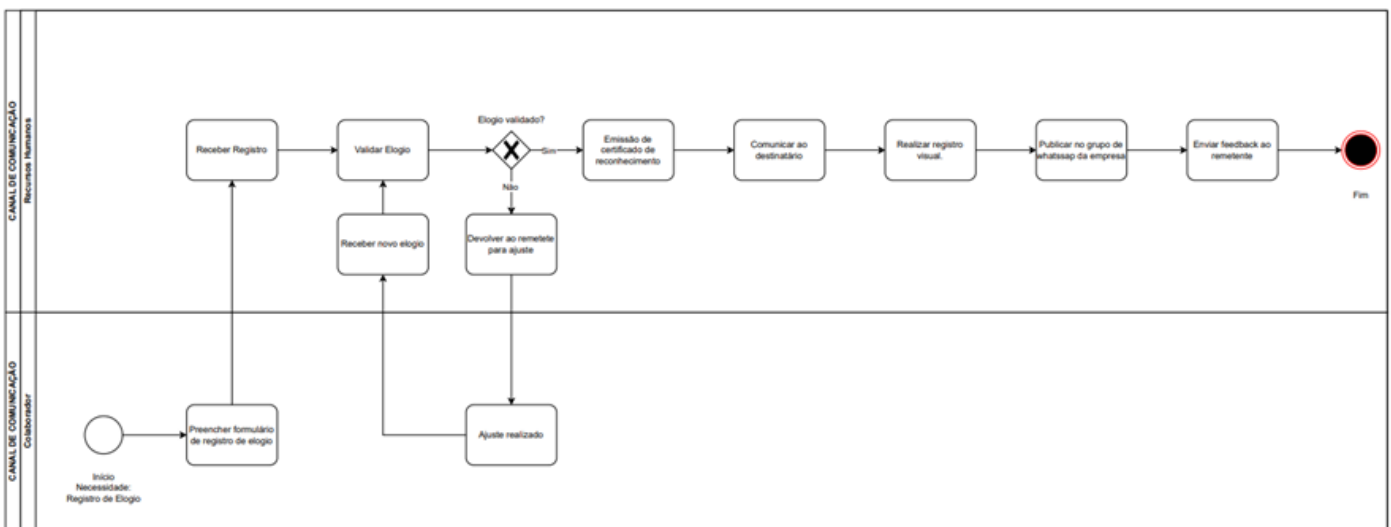 CANAL DE COMUNICAÇÃO
Recursos Humanos
Receber Registro
Validar Elogio
Elogio validado?
Sim
Não
Emissão de
certificado de
reconhecimento
Comunicar ao
destinatário
Realizar registro
visual.
Publicar no grupo de
whatssap da empresa
Enviar feedback ao
remetente
Fim
Receber novo elogio
Devolver ao remetete
para ajuste
CANAL DE COMUNICAÇÃO
Colaborador
Início
Necessidade:
Registro de Elogio
Preencher formulário
de registro de elogio
Ajuste realizado